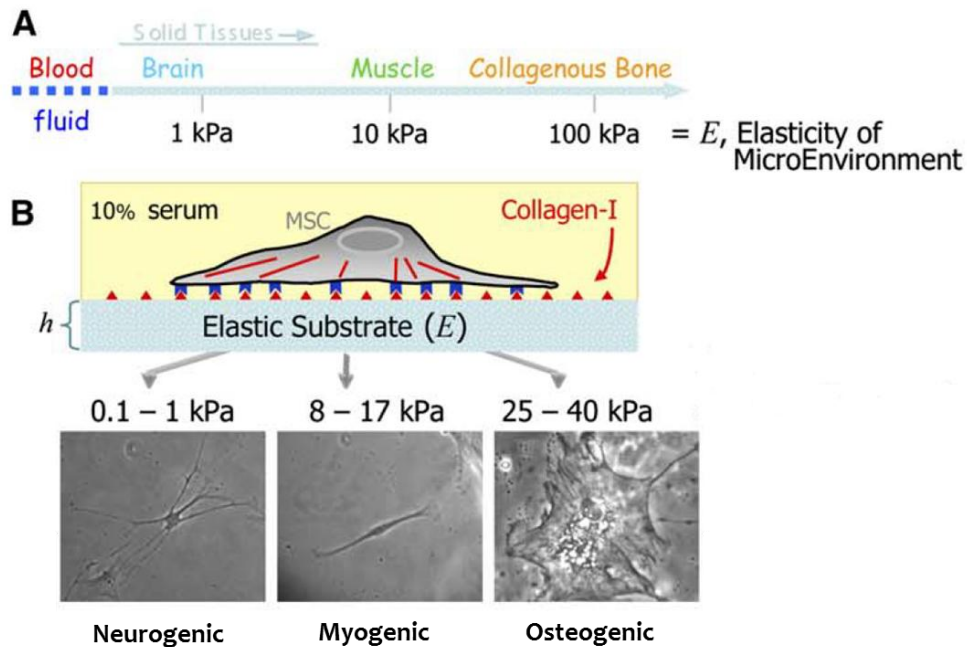 A
Solid Tissues
Blood Brain Muscle Collagenous Bone
fluid
1 kPa 10 kPa 100 kPa = E, Elasticity of
MicroEnvironment
B
10% serum MSC Collagen-I
h Elastic Substrate (E)
0.1 – 1 kPa 8 – 17 kPa 25 – 40 kPa
Neurogenic Myogenic Osteogenic